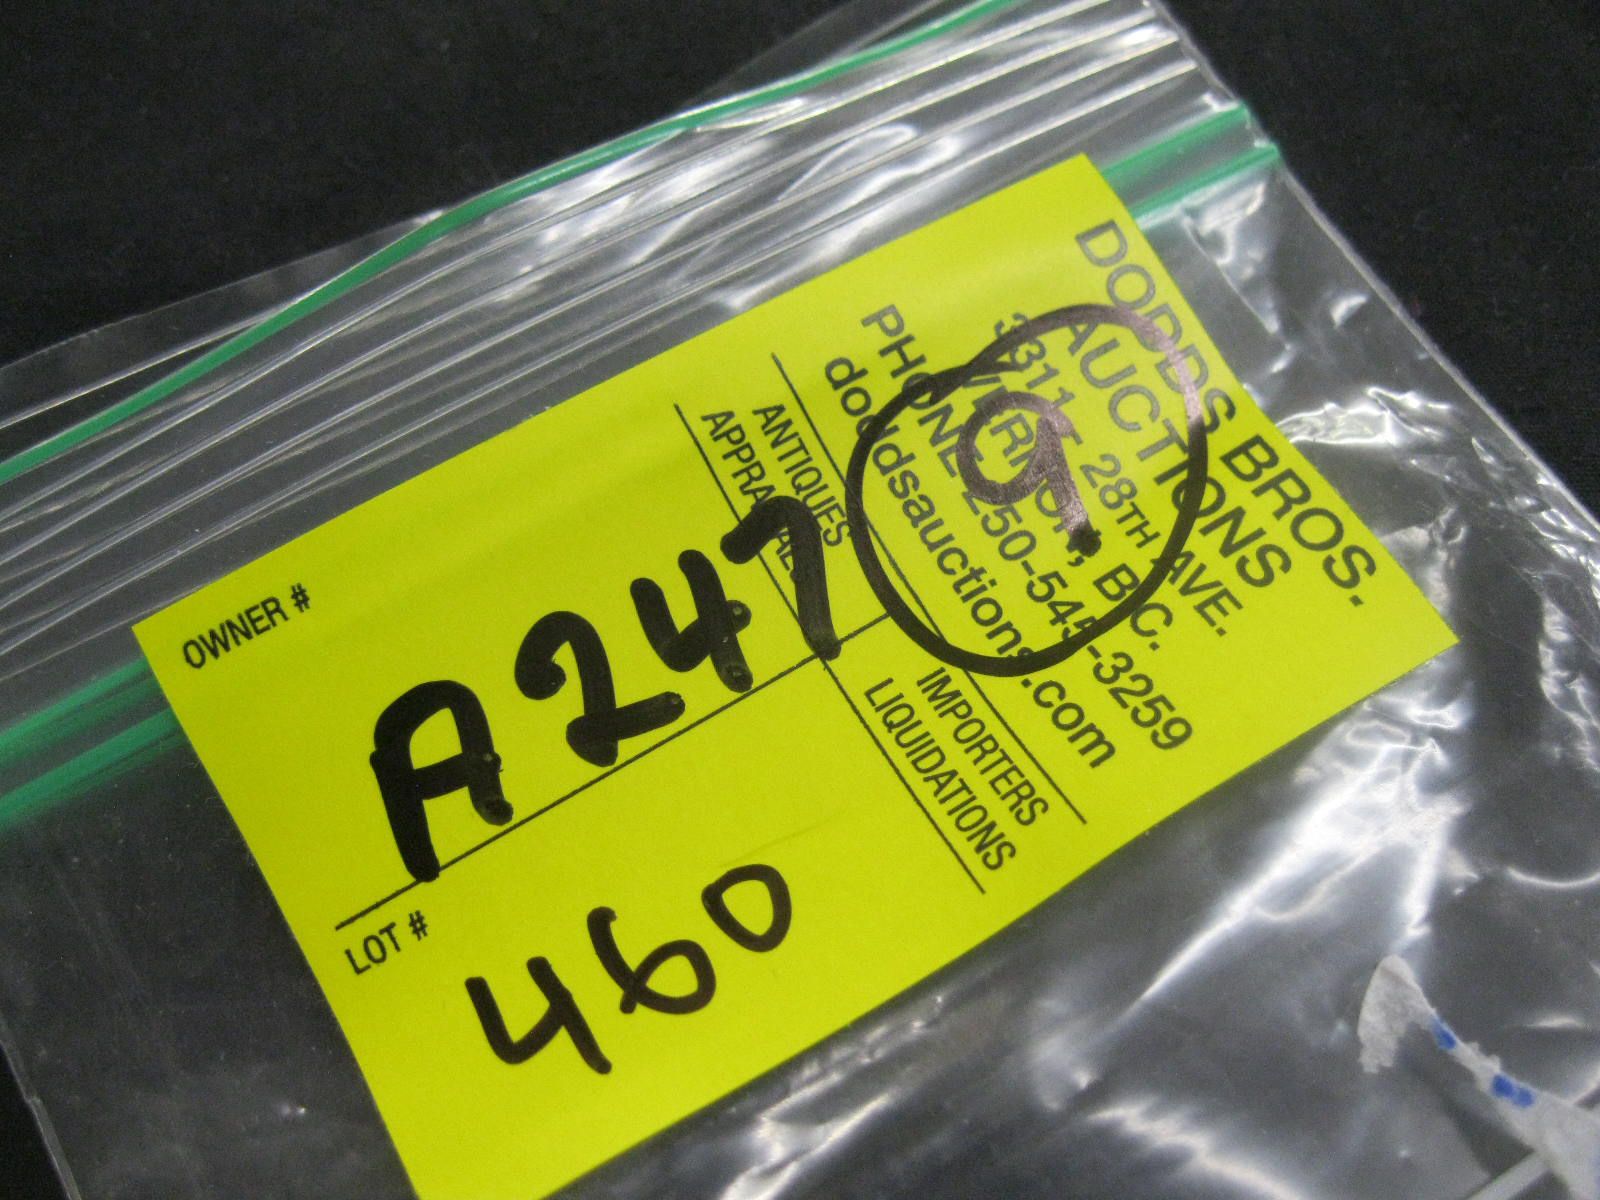 DODDS BROS.
AUCTIONS
3311 - 28TH AVE.
VERNON, B.C.
PHONE 250-545-3259
doddsauctions.com
9
ANTIQUES IMPORTERS
APPRAISALS LIQUIDATIONS
OWNER #
A247
LOT #
460